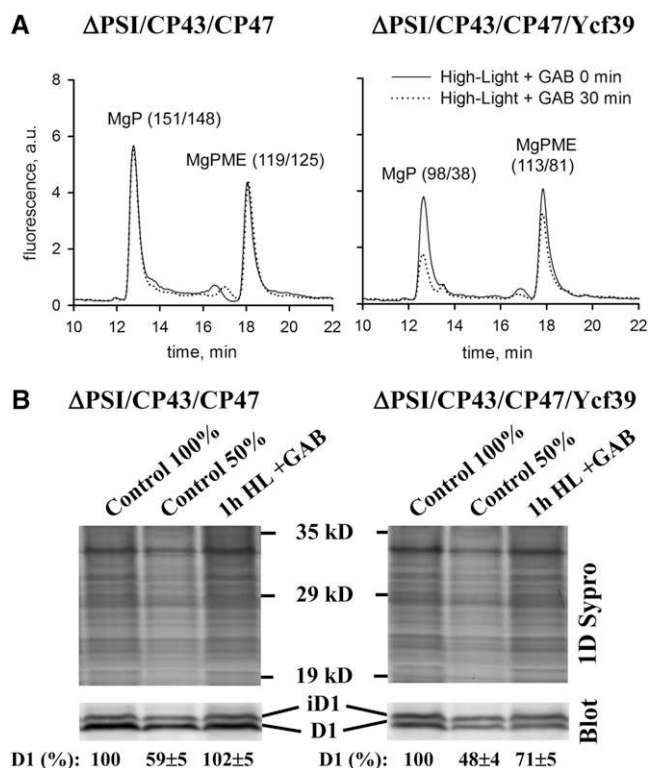 A
ΔPSI/CP43/CP47
ΔPSI/CP43/CP47/Ycf39
8
6
4
2
0
fluorescence, a.u.
MgP (151/148)
MgPME (119/125)
10 12 14 16 18 20 22
time, min
High-Light + GAB 0 min
High-Light + GAB 30 min
MgP (98/38)
MgPME
(113/81)
10 12 14 16 18 20 22
time, min
B
ΔPSI/CP43/CP47
ΔPSI/CP43/CP47/Ycf39
Control 100%
Control 50%
1h HL +GAB
Control 100%
Control 50%
1h HL +GAB
35 kD
29 kD
19 kD
1D Sypro
iD1
D1
Blot
D1 (%): 100 59±5 102±5
D1 (%): 100 48±4 71±5